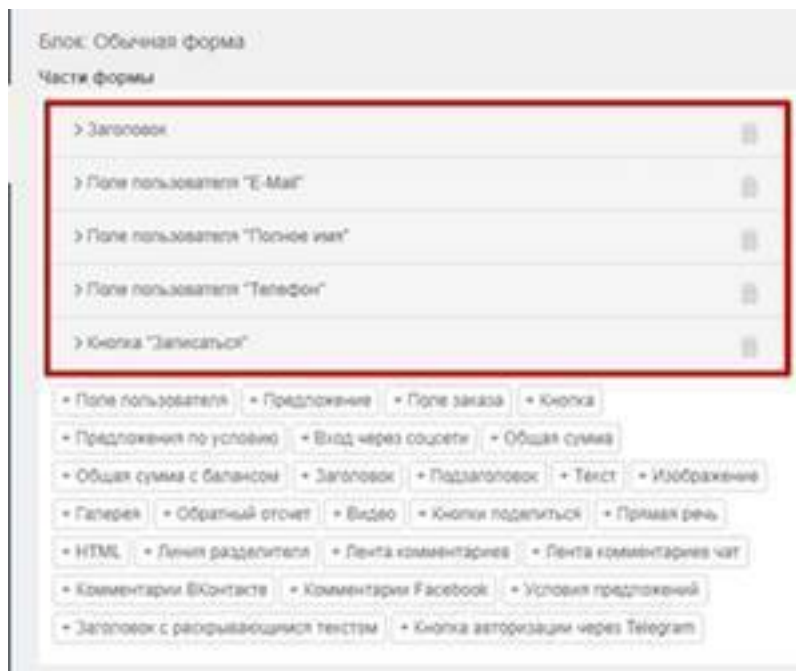 Блок: Обычная форма
Части формы
> Заголовок
> Поле пользователя "E-Mail"
> Поле пользователя "Полное имя"
> Поле пользователя "Телефон"
> Кнопка "Записаться"
+ Поле пользователя + Предложение + Поле заказа + Кнопка
+ Предложения по условию + Вход через соцсети + Общая сумма
+ Общая сумма с балансом + Заголовок + Подзаголовок + Текст + Изображение
+ Галерея + Обратный отсчет + Видео + Кнопки поделиться + Прямая речь
+ HTML + Линия разделителя + Лента комментариев + Лента комментариев чат
+ Комментарии ВКонтакте + Комментарии Facebook + Условия предложений
+ Заголовок с раскрывающимся текстом + Кнопка авторизации через Telegram